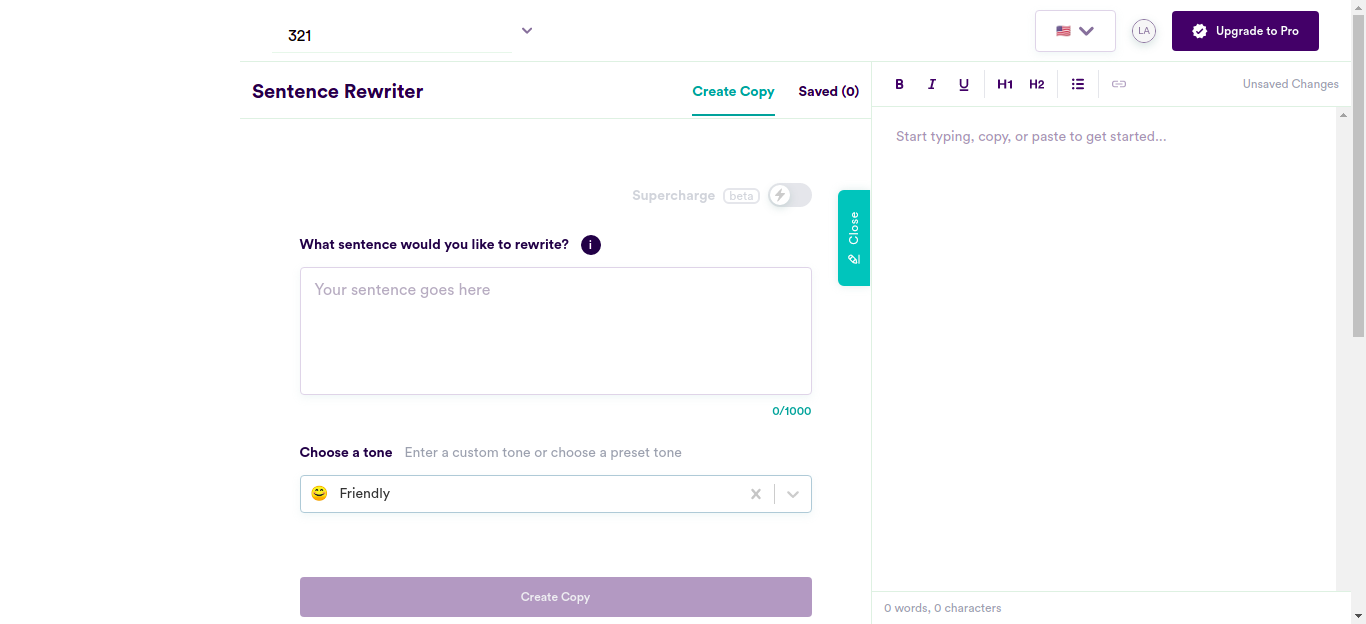 321
LA
Upgrade to Pro
Sentence Rewriter
Create Copy
Saved (0)
B I U H1 H2
Unsaved Changes
Start typing, copy, or paste to get started...
Supercharge beta
Close
What sentence would you like to rewrite? i
Your sentence goes here
0/1000
Choose a tone Enter a custom tone or choose a preset tone
😊 Friendly
Create Copy
0 words, 0 characters